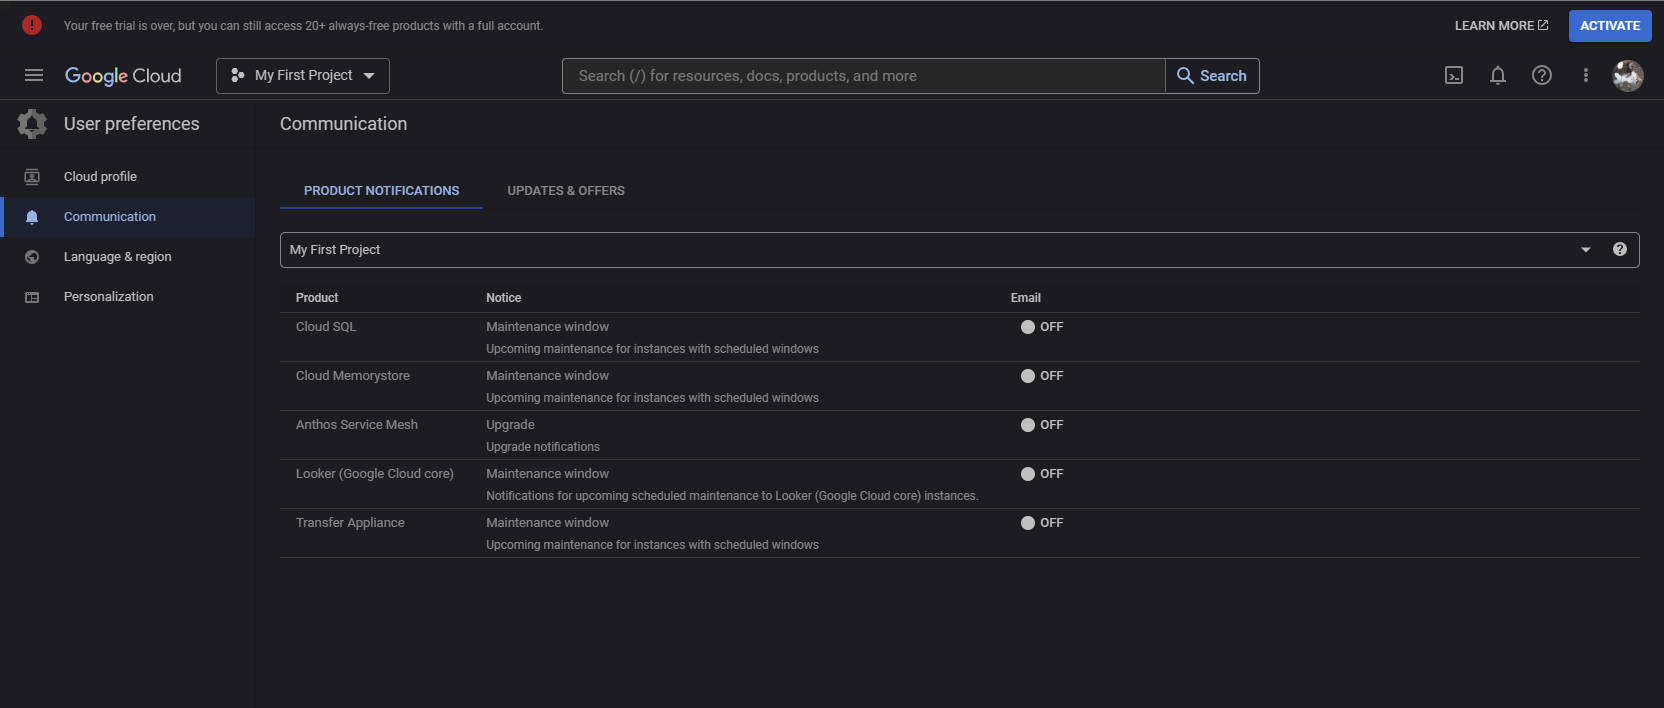 Your free trial is over, but you can still access 20+ always-free products with a full account.
LEARN MORE
ACTIVATE
Google Cloud
My First Project
Search (/) for resources, docs, products, and more
Search
User preferences
Communication
Cloud profile
Communication
Language & region
Personalization
PRODUCT NOTIFICATIONS
UPDATES & OFFERS
My First Project
Product Notice Email
Cloud SQL Maintenance window OFF
Upcoming maintenance for instances with scheduled windows
Cloud Memorystore Maintenance window OFF
Upcoming maintenance for instances with scheduled windows
Anthos Service Mesh Upgrade OFF
Upgrade notifications
Looker (Google Cloud core) Maintenance window OFF
Notifications for upcoming scheduled maintenance to Looker (Google Cloud core) instances.
Transfer Appliance Maintenance window OFF
Upcoming maintenance for instances with scheduled windows